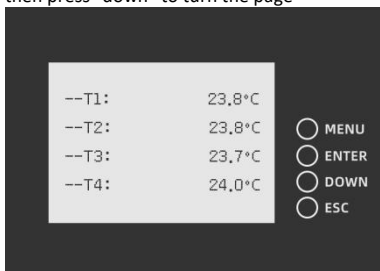 then press "down" to turn the page
--T1: 23.8°C
--T2: 23.8°C
--T3: 23.7°C
--T4: 24.0°C
MENU
ENTER
DOWN
ESC